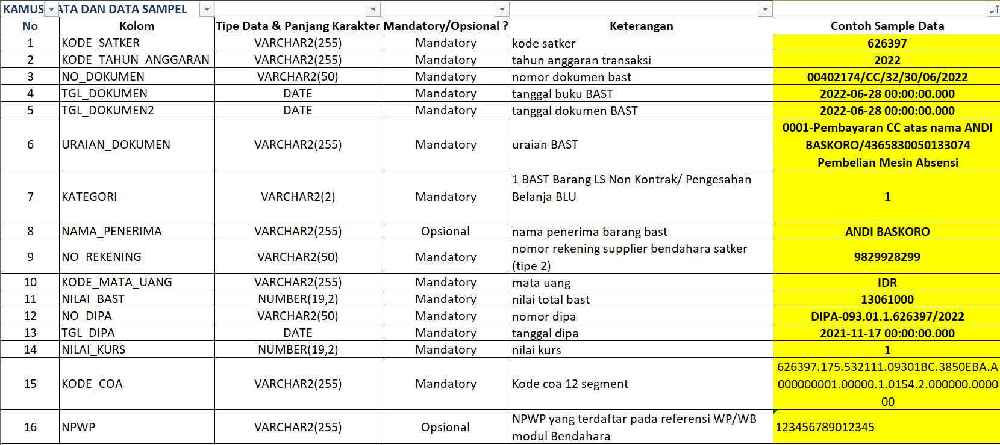 KAMUS ATA DAN DATA SAMPEL
No Kolom Tipe Data & Panjang Karakter Mandatory/Opsional ? Keterangan Contoh Sample Data
1 KODE_SATKER VARCHAR2(255) Mandatory kode satker 626397
2 KODE_TAHUN_ANGGARAN VARCHAR2(255) Mandatory tahun anggaran transaksi 2022
3 NO_DOKUMEN VARCHAR2(50) Mandatory nomor dokumen bast 00402174/CC/32/30/06/2022
4 TGL_DOKUMEN DATE Mandatory tanggal buku BAST 2022-06-28 00:00:00.000
5 TGL_DOKUMEN2 DATE Mandatory tanggal dokumen BAST 2022-06-28 00:00:00.000
6 URAIAN_DOKUMEN VARCHAR2(255) Mandatory uraian BAST 0001-Pembayaran CC atas nama ANDI
BASKORO/4365830050133074
Pembelian Mesin Absensi
7 KATEGORI VARCHAR2(2) Mandatory 1 BAST Barang LS Non Kontrak/ Pengesahan
Belanja BLU
1
8 NAMA_PENERIMA VARCHAR2(255) Opsional nama penerima barang bast ANDI BASKORO
9 NO_REKENING VARCHAR2(50) Mandatory nomor rekening supplier bendahara satker
(tipe 2)
9829928299
10 KODE_MATA_UANG VARCHAR2(255) Mandatory mata uang IDR
11 NILAI_BAST NUMBER(19,2) Mandatory nilai total bast 13061000
12 NO_DIPA VARCHAR2(50) Mandatory nomor dipa DIPA-093.01.1.626397/2022
13 TGL_DIPA DATE Mandatory tanggal dipa 2021-11-17 00:00:00.000
14 NILAI_KURS NUMBER(19,2) Mandatory nilai kurs 1
15 KODE_COA VARCHAR2(255) Mandatory Kode coa 12 segment 626397.175.532111.09301BC.3850EBA.A
000000001.00000.1.0154.2.000000.0000
00
16 NPWP VARCHAR2(255) Opsional NPWP yang terdaftar pada referensi WP/WB
modul Bendahara
123456789012345